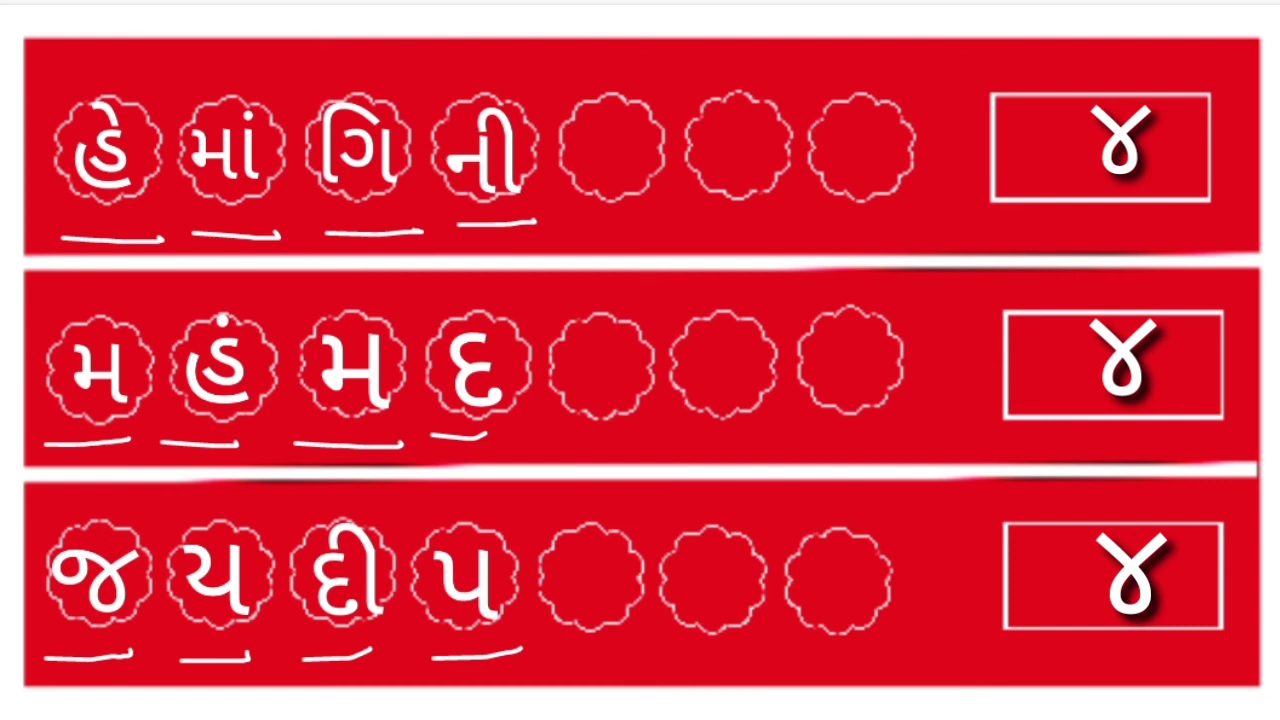 હે માં ગિ ની ૪
મ હં મ દ ૪
જ ય દી પ ૪